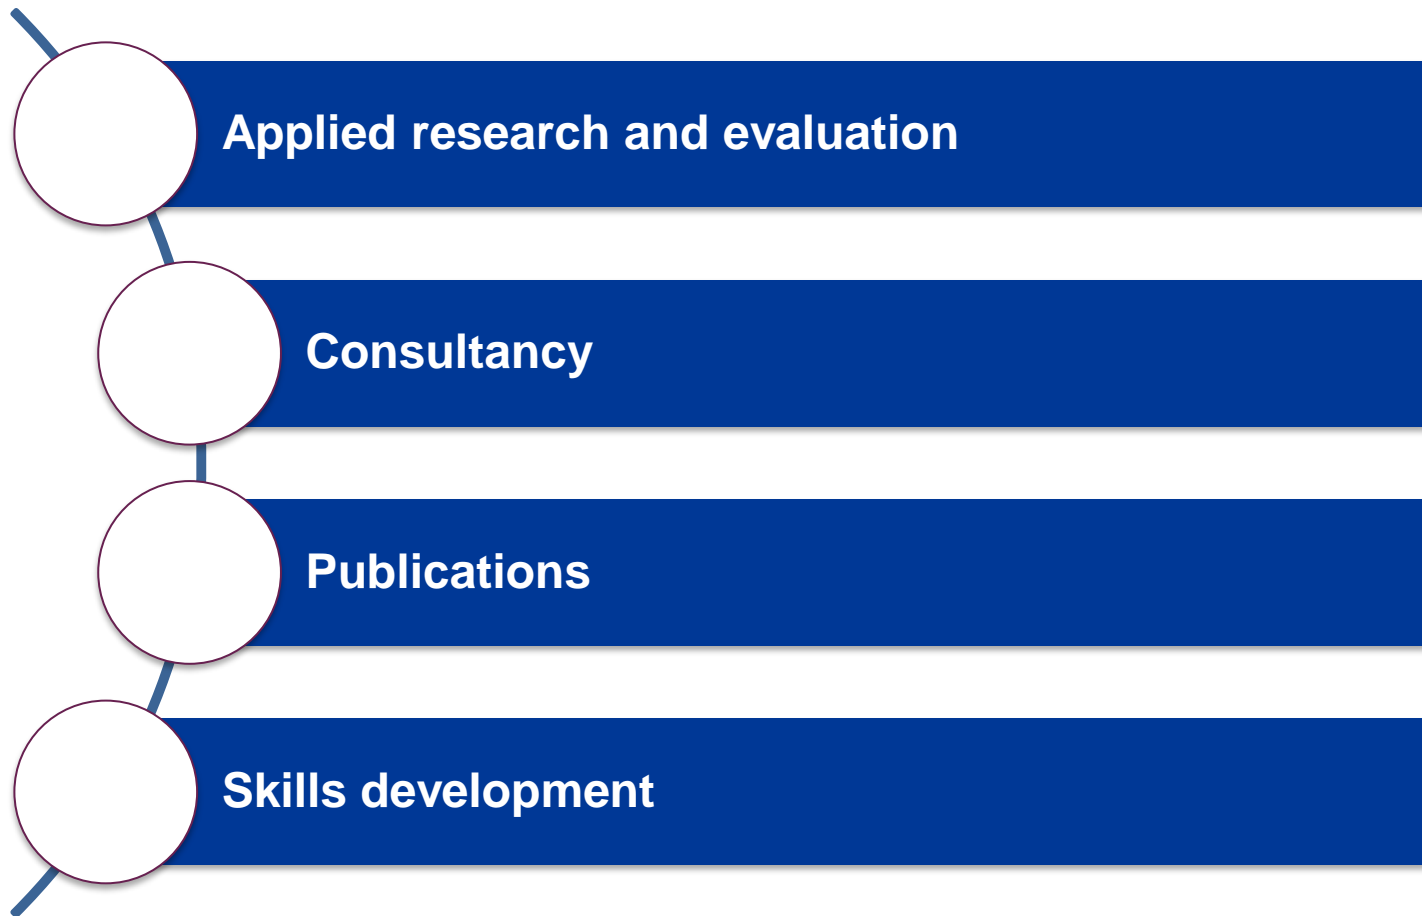 Applied research and evaluation
Consultancy
Publications
Skills development